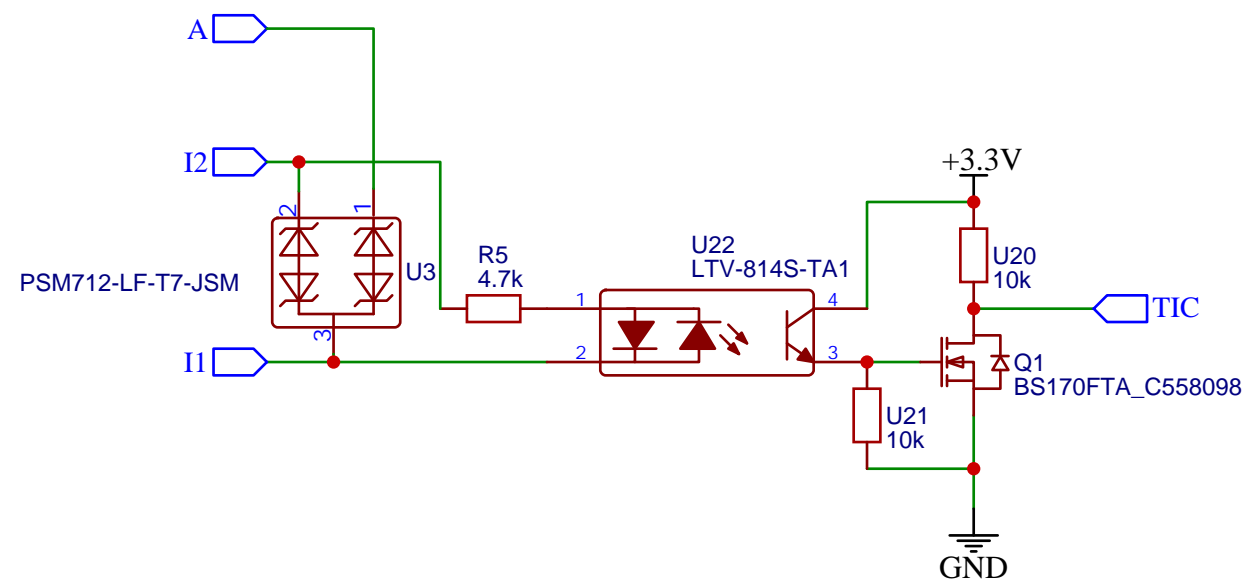 A
I2
+3.3V
2
1
U3
PSM712-LF-T7-JSM
3
I1
R5
4.7k
U22
LTV-814S-TA1
1
2
4
3
U20
10k
TIC
Q1
BS170FTA_C558098
U21
10k
GND